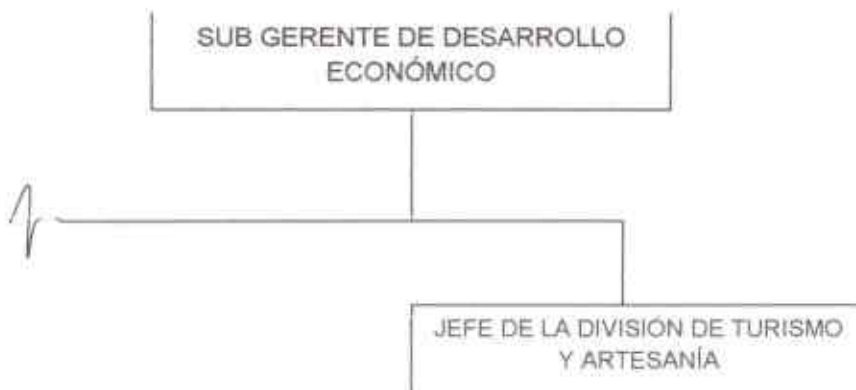 SUB GERENTE DE DESARROLLO
ECONÓMICO
JEFE DE LA DIVISIÓN DE TURISMO
Y ARTESANÍA